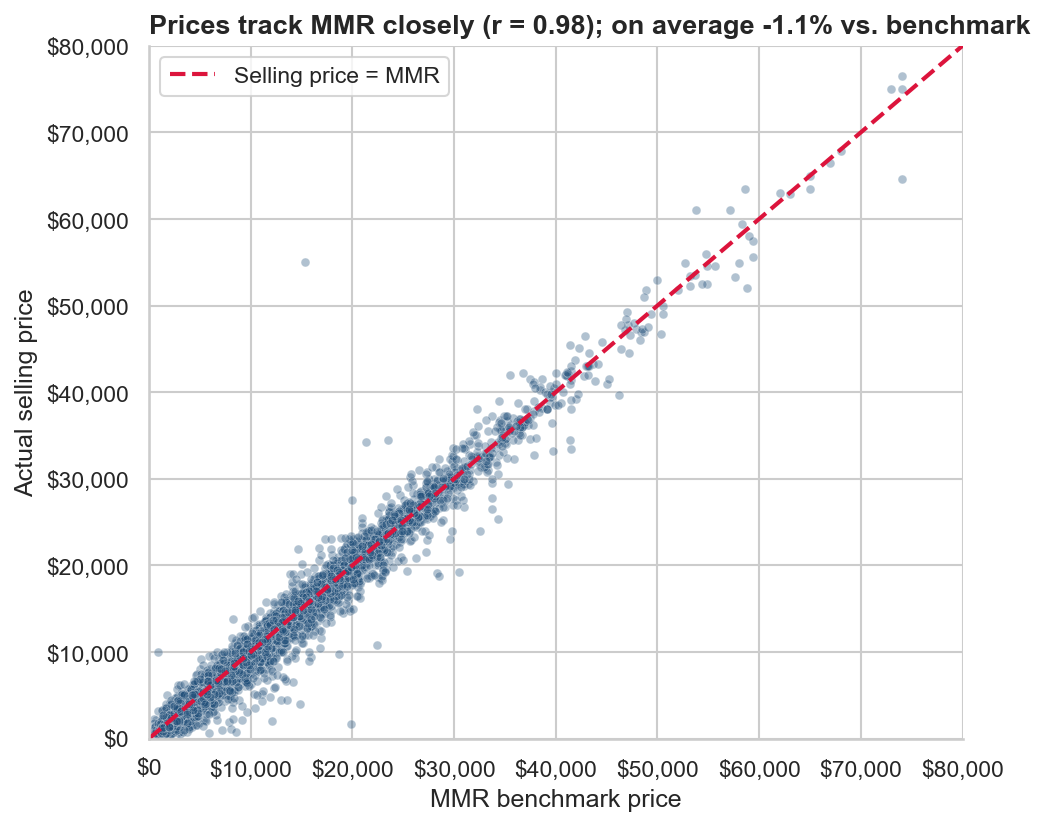 Prices track MMR closely (r = 0.98); on average -1.1% vs. benchmark
Selling price = MMR
Actual selling price
$80,000
$70,000
$60,000
$50,000
$40,000
$30,000
$20,000
$10,000
$0
$0 $10,000 $20,000 $30,000 $40,000 $50,000 $60,000 $70,000 $80,000
MMR benchmark price